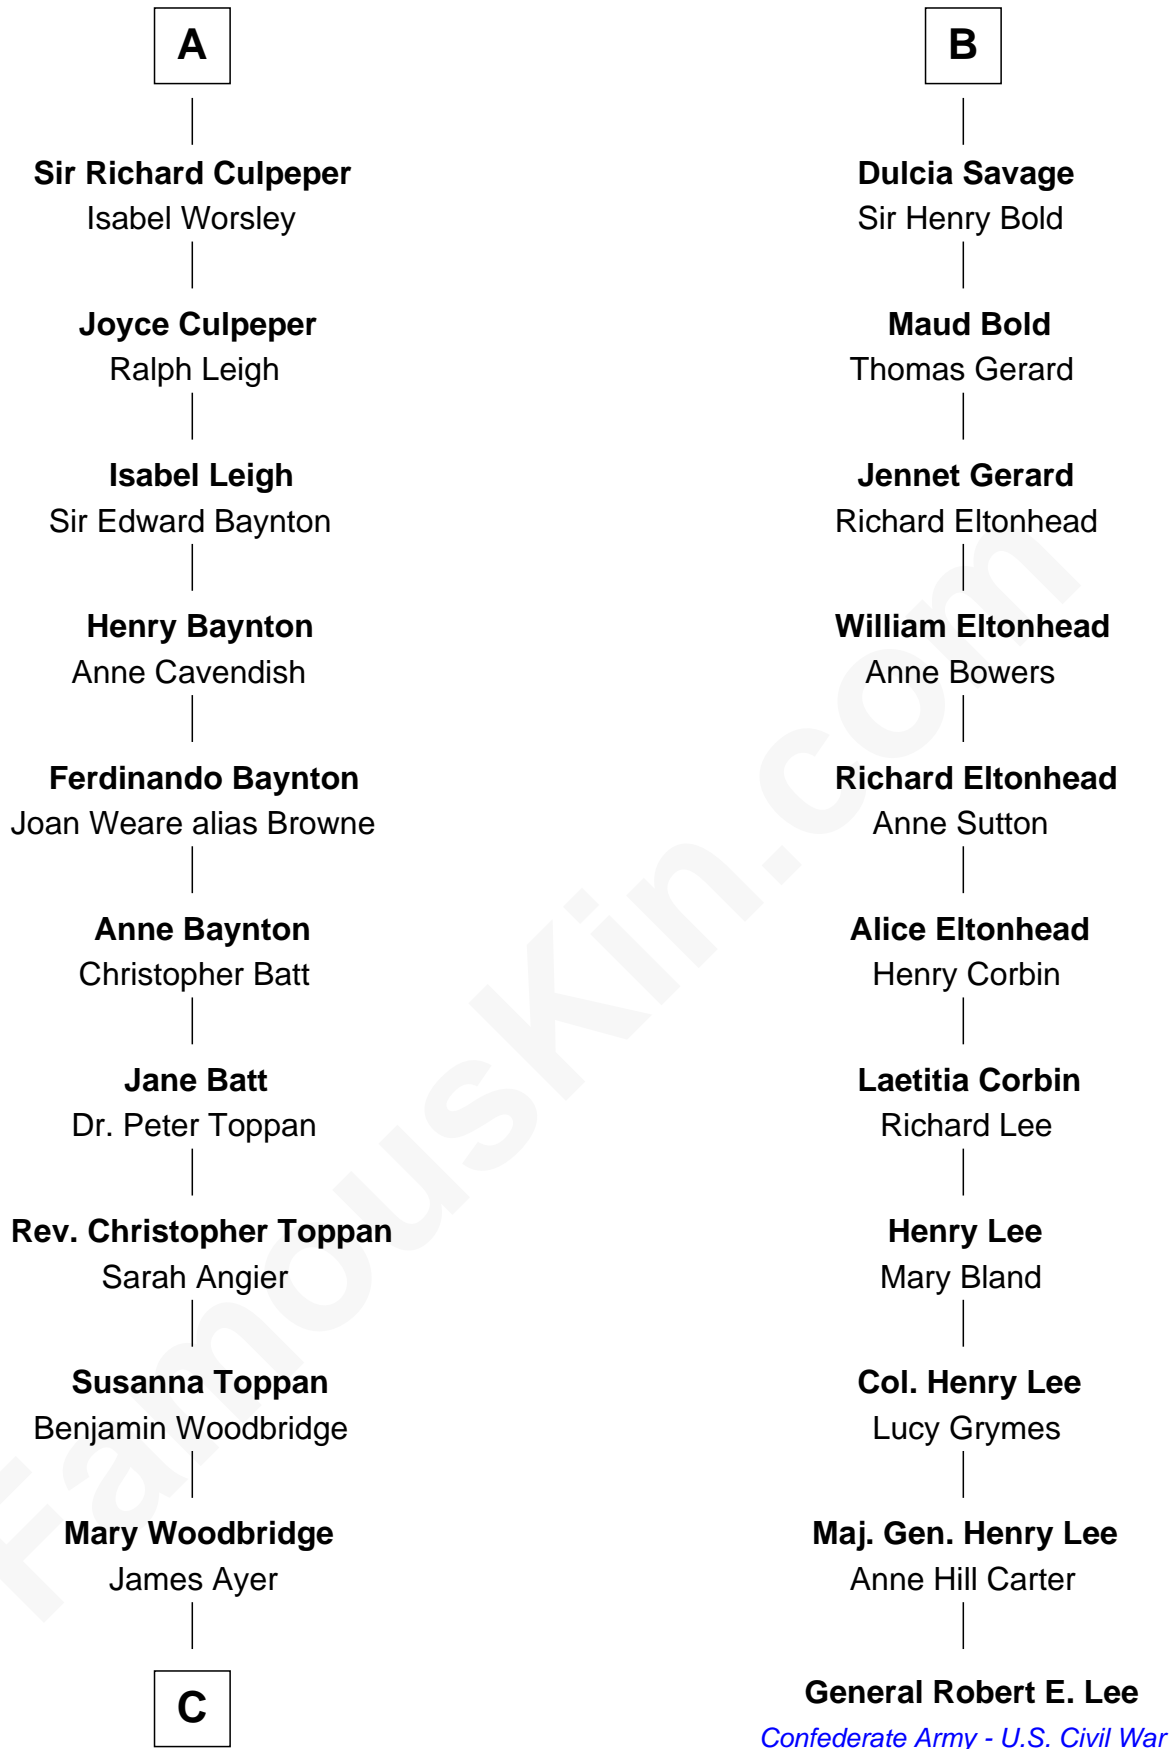 A
Sir Richard Culpeper
Isabel Worsley
Joyce Culpeper
Ralph Leigh
Isabel Leigh
Sir Edward Baynton
Henry Baynton
Anne Cavendish
Ferdinando Baynton
Joan Weare alias Browne
Anne Baynton
Christopher Batt
Jane Batt
Dr. Peter Toppan
Rev. Christopher Toppan
Sarah Angier
Susanna Toppan
Benjamin Woodbridge
Mary Woodbridge
James Ayer
C
B
Dulcia Savage
Sir Henry Bold
Maud Bold
Thomas Gerard
Jennet Gerard
Richard Eltonhead
William Eltonhead
Anne Bowers
Richard Eltonhead
Anne Sutton
Alice Eltonhead
Henry Corbin
Laetitia Corbin
Richard Lee
Henry Lee
Mary Bland
Col. Henry Lee
Lucy Grymes
Maj. Gen. Henry Lee
Anne Hill Carter
General Robert E. Lee
Confederate Army - U.S. Civil War
FamousKin.com